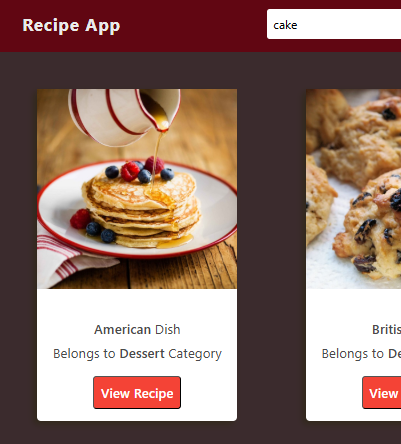 Recipe App
cake
American Dish
Belongs to Dessert Category
View Recipe
Britis
Belongs to De
View